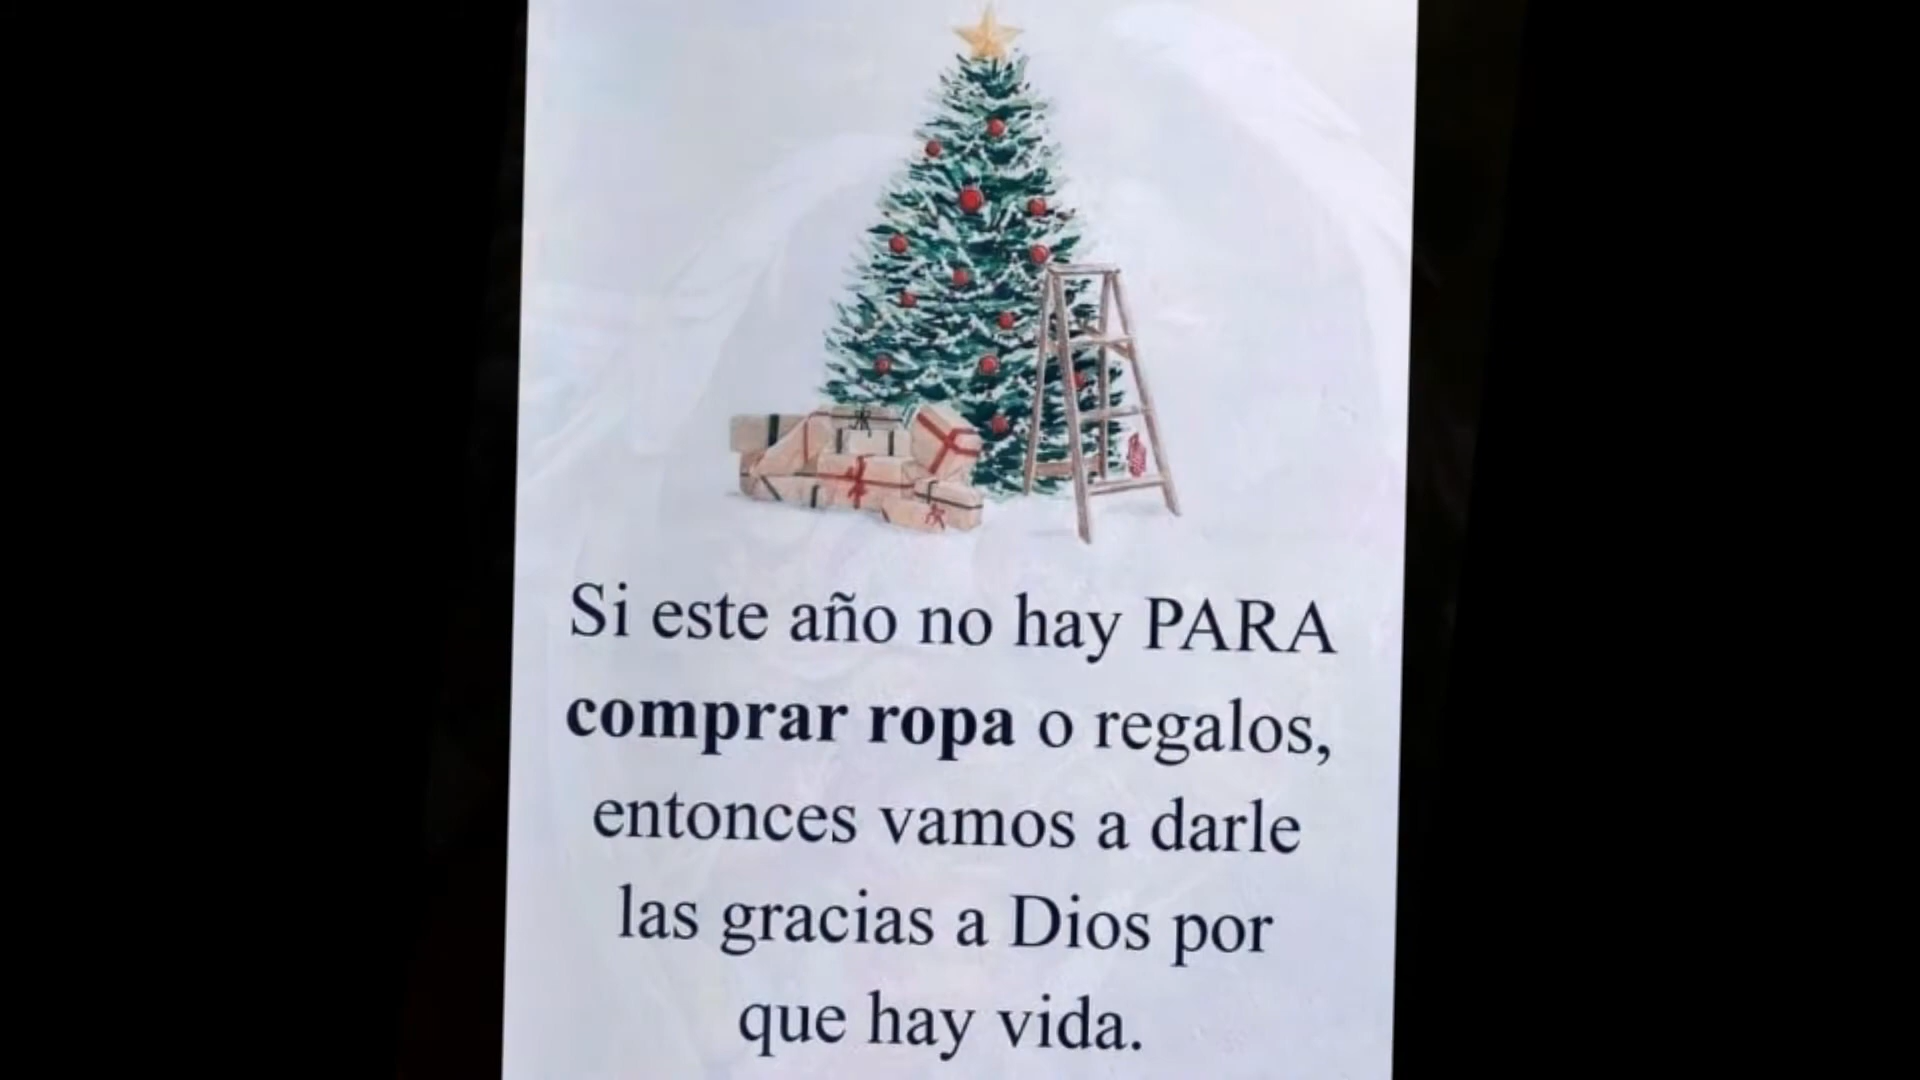 Si este año no hay PARA
comprar ropa o regalos,
entonces vamos a darle
las gracias a Dios por
que hay vida.